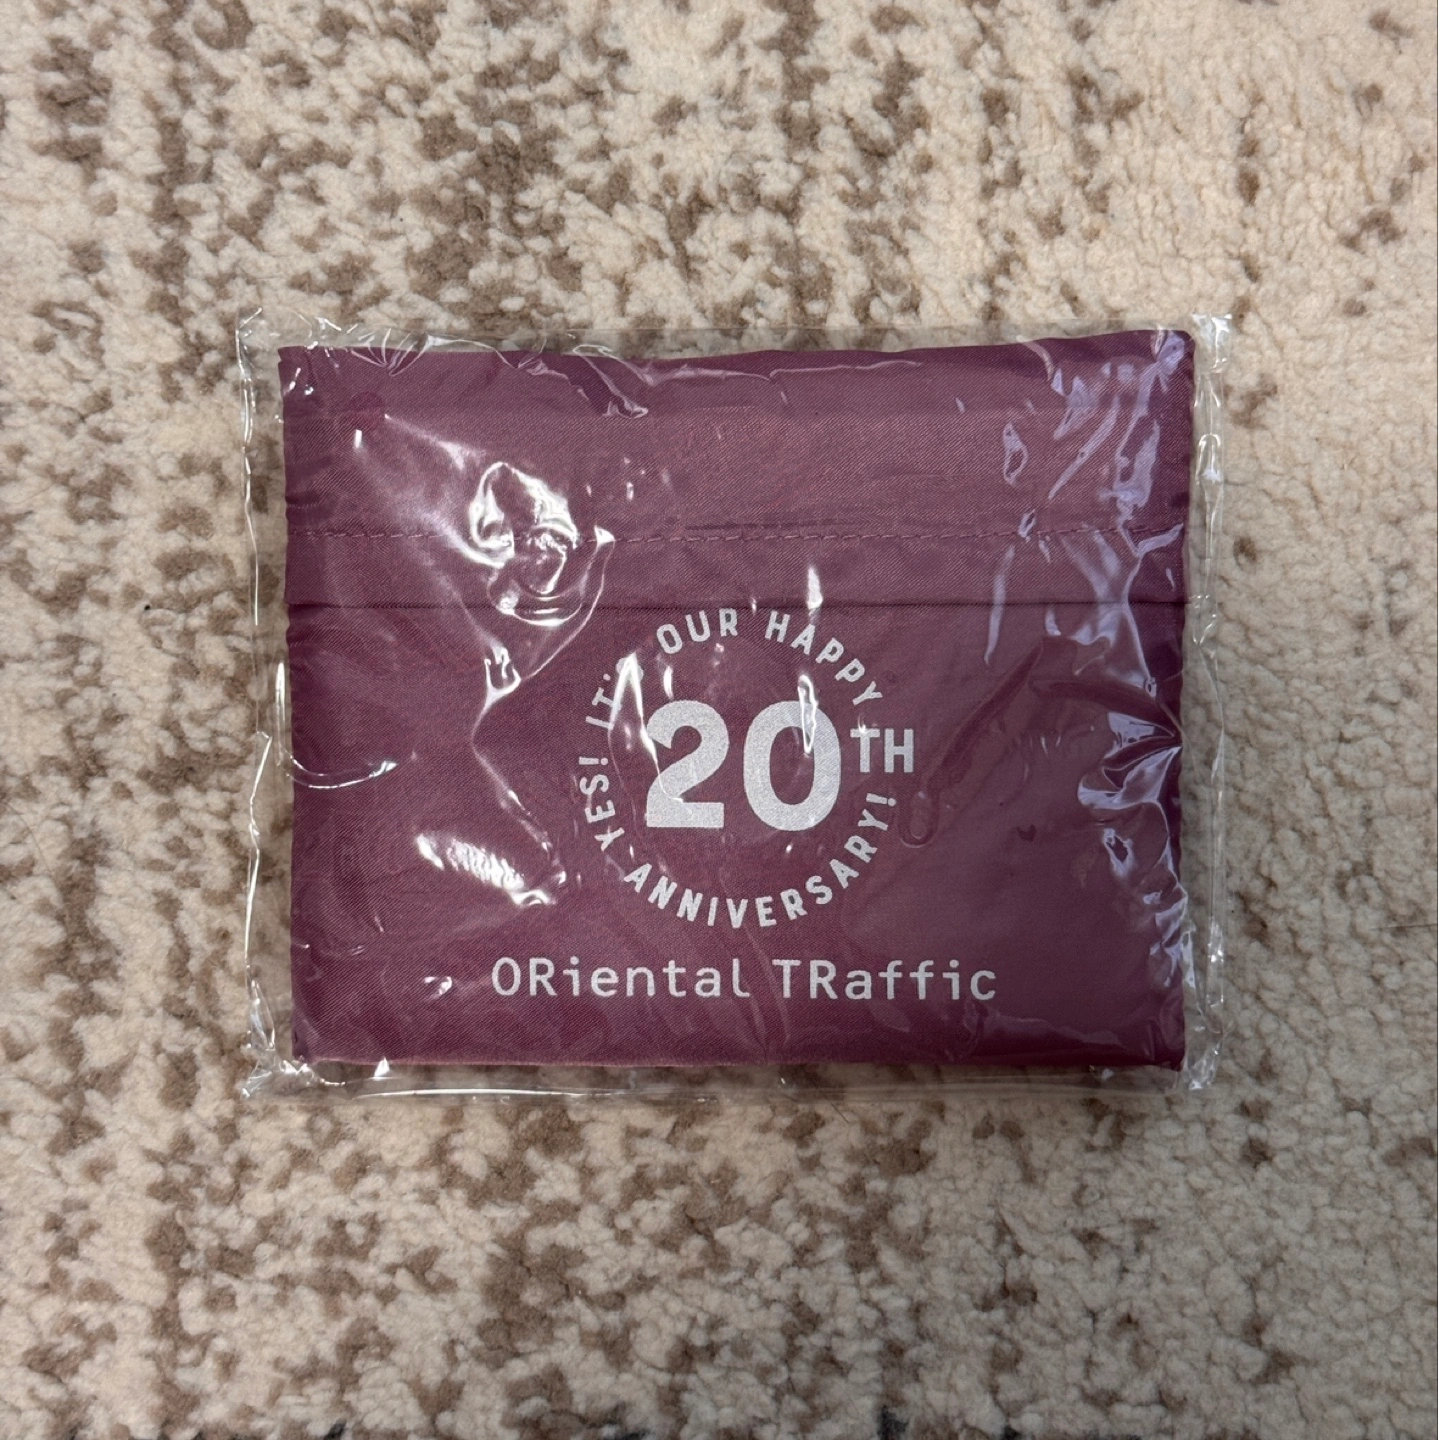 YES! IT'S OUR HAPPY
20TH
ANNIVERSARY!
ORiental TRaffic